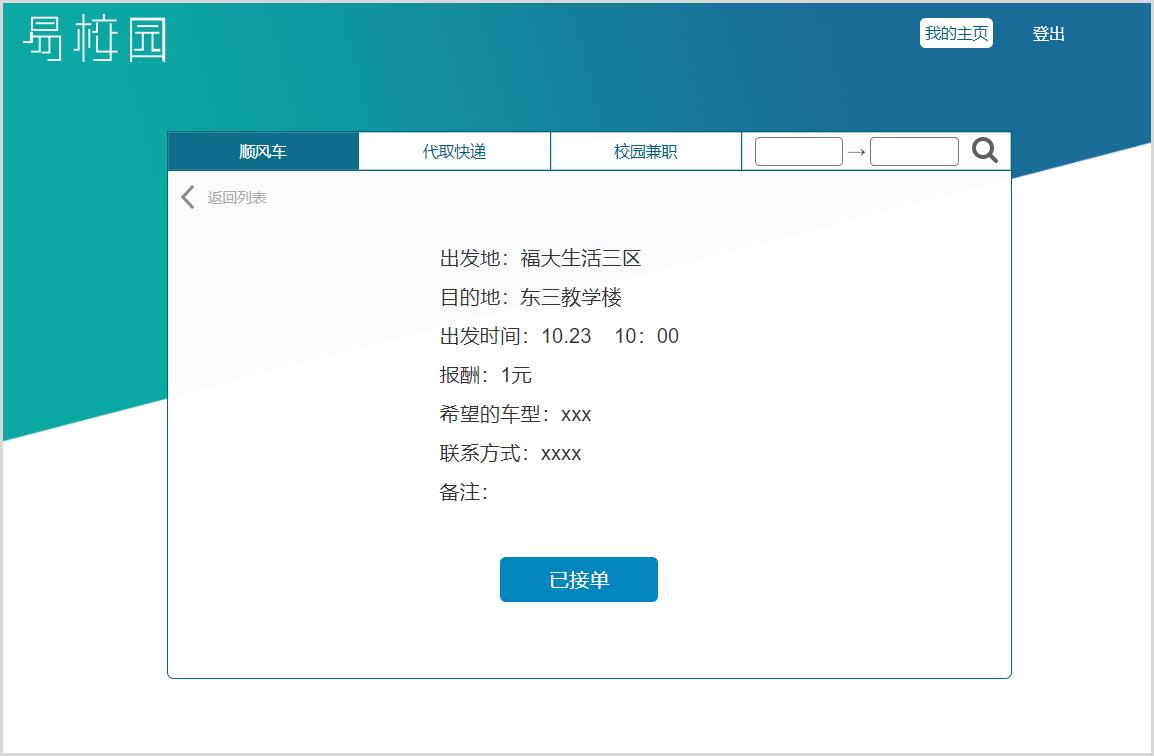 易校园
我的主页 登出
顺风车 代取快递 校园兼职 →
返回列表
出发地：福大生活三区
目的地：东三教学楼
出发时间：10.23 10：00
报酬：1元
希望的车型：xxx
联系方式：xxxx
备注：
已接单